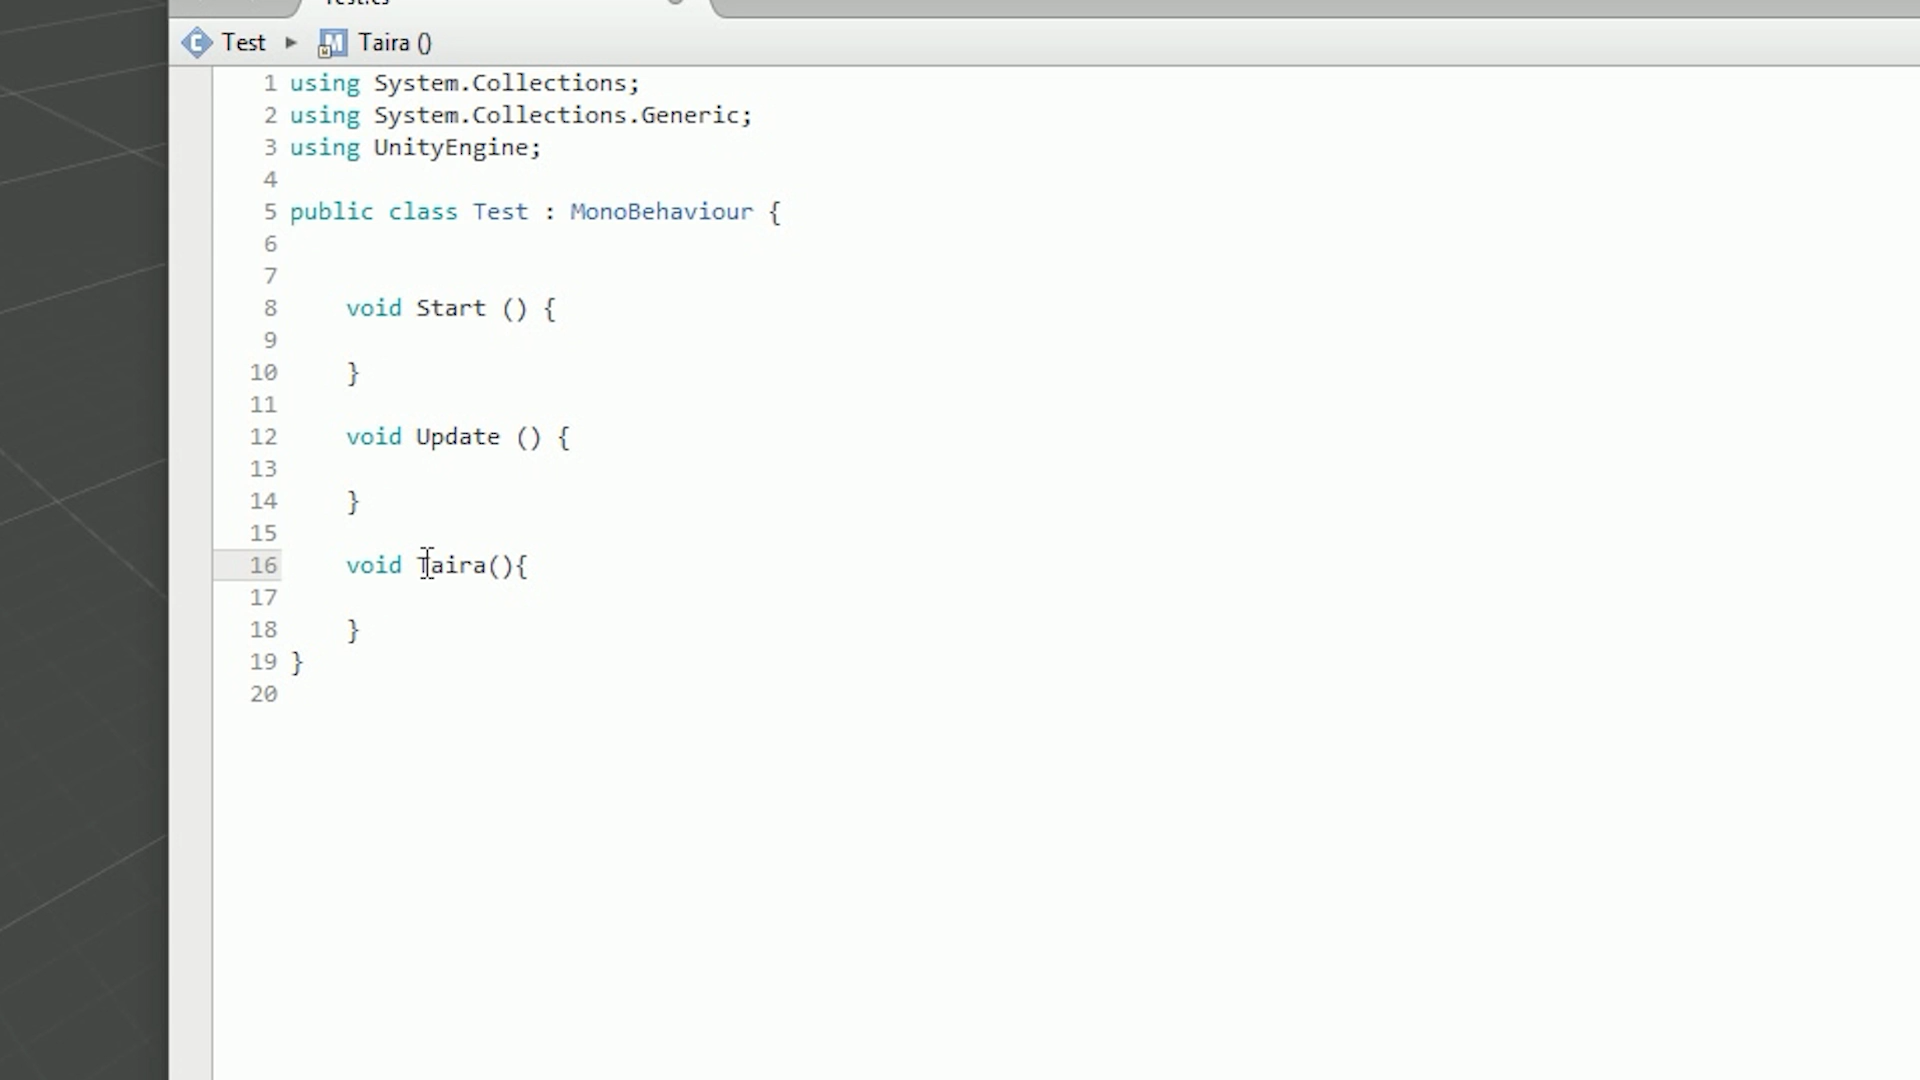 Test.cs
Test ▸ Taira ()
1 using System.Collections;
2 using System.Collections.Generic;
3 using UnityEngine;
4
5 public class Test : MonoBehaviour {
6
7
8 void Start () {
9
10 }
11
12 void Update () {
13
14 }
15
16 void Taira(){
17
18 }
19 }
20